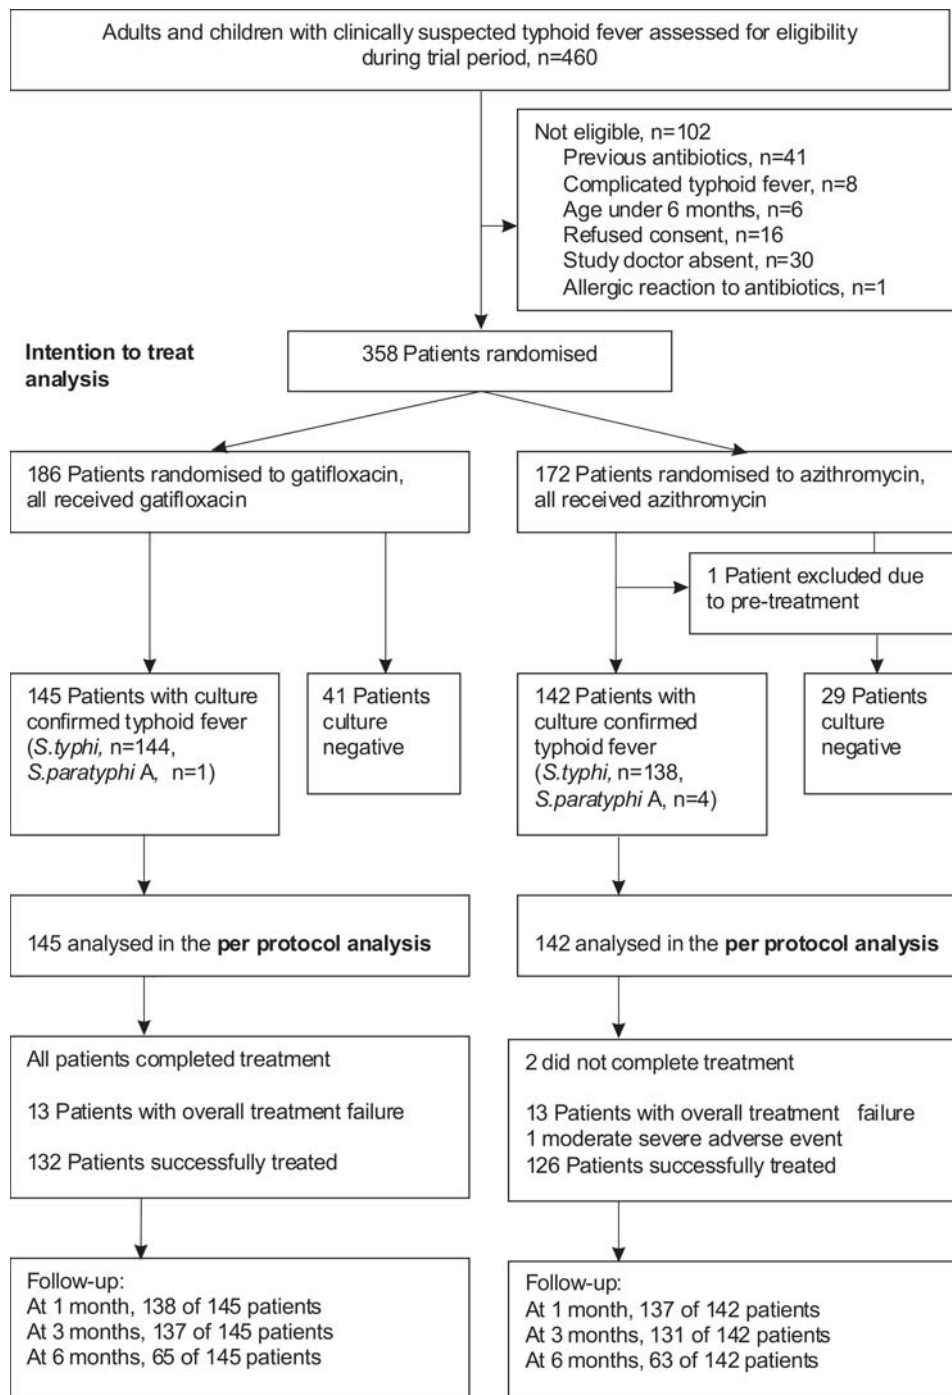 Adults and children with clinically suspected typhoid fever assessed for eligibility
during trial period, n=460
Not eligible, n=102
Previous antibiotics, n=41
Complicated typhoid fever, n=8
Age under 6 months, n=6
Refused consent, n=16
Study doctor absent, n=30
Allergic reaction to antibiotics, n=1
Intention to treat
analysis
358 Patients randomised
186 Patients randomised to gatifloxacin,
all received gatifloxacin
172 Patients randomised to azithromycin,
all received azithromycin
1 Patient excluded due
to pre-treatment
145 Patients with culture
confirmed typhoid fever
(S.typhi, n=144,
S.paratyphi A, n=1)
41 Patients
culture
negative
142 Patients with
culture confirmed
typhoid fever
(S.typhi, n=138,
S.paratyphi A, n=4)
29 Patients
culture
negative
145 analysed in the per protocol analysis
142 analysed in the per protocol analysis
All patients completed treatment
13 Patients with overall treatment failure
132 Patients successfully treated
2 did not complete treatment
13 Patients with overall treatment failure
1 moderate severe adverse event
126 Patients successfully treated
Follow-up:
At 1 month, 138 of 145 patients
At 3 months, 137 of 145 patients
At 6 months, 65 of 145 patients
Follow-up:
At 1 month, 137 of 142 patients
At 3 months, 131 of 142 patients
At 6 months, 63 of 142 patients